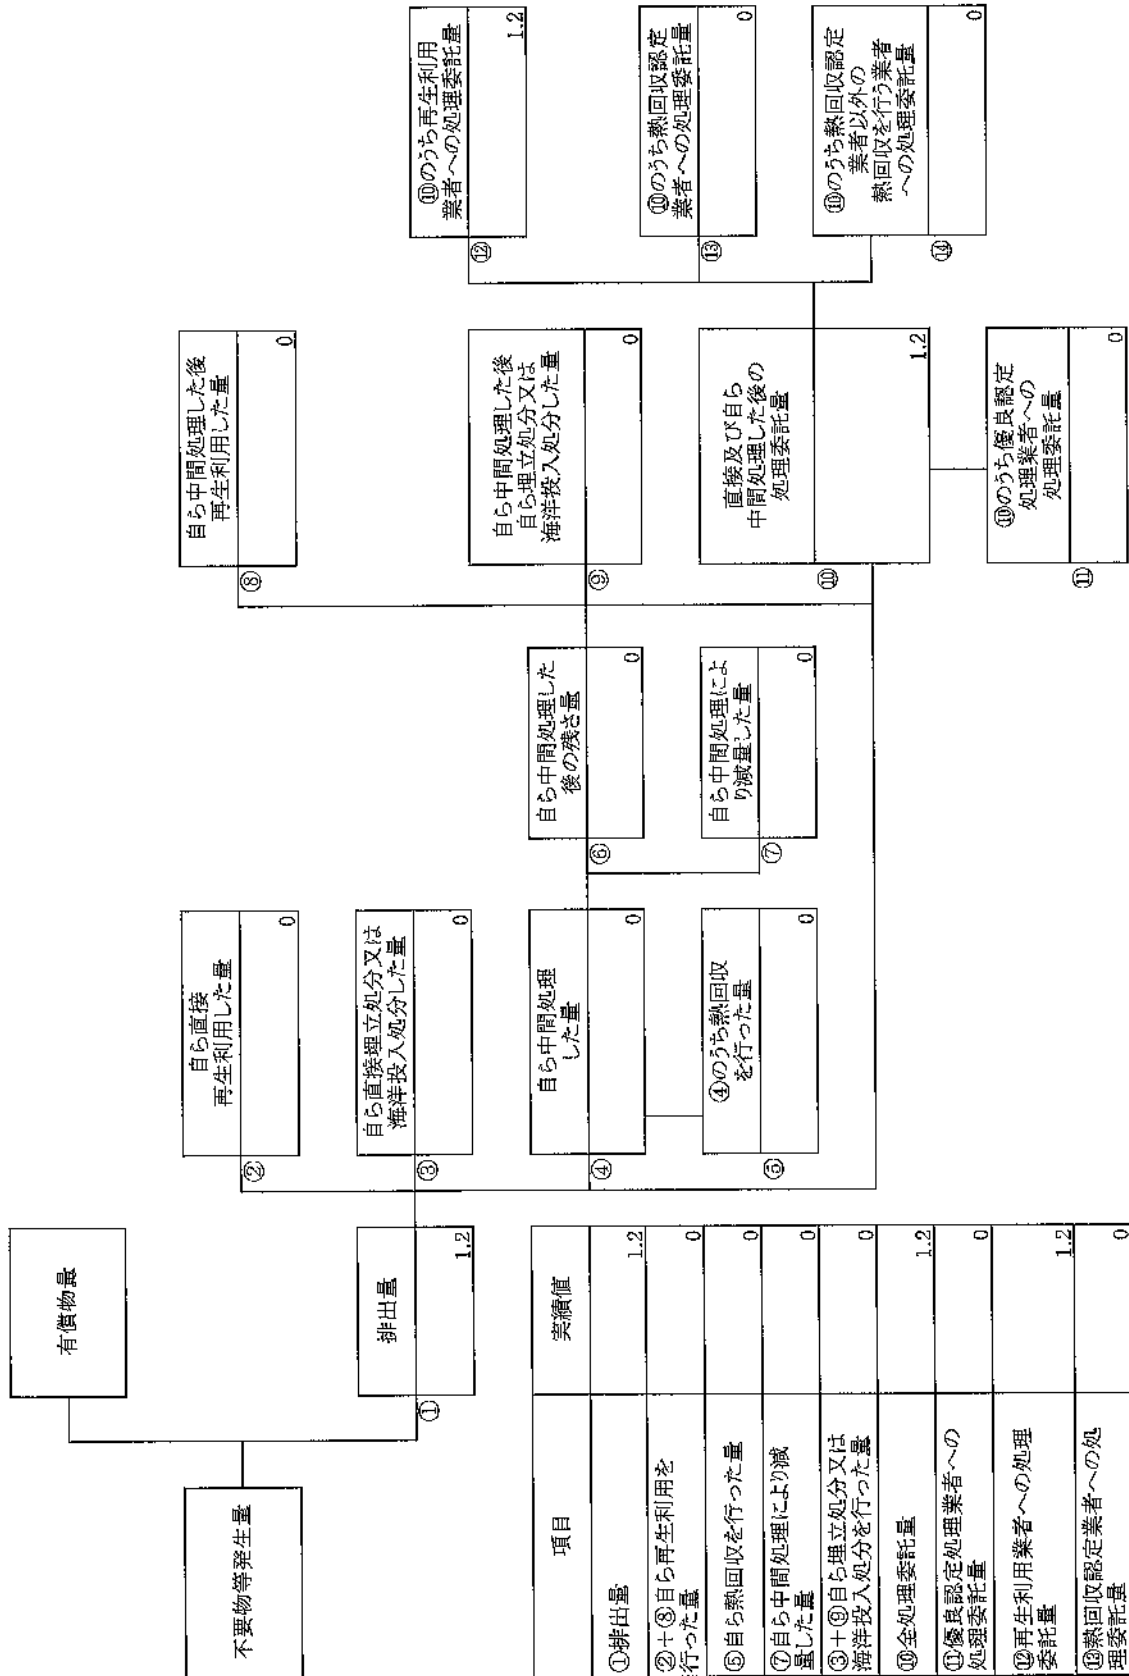 不要物等発生量
有償物量
①
排出量
1.2
②
自ら直接
再生利用した量
0
③
自ら直接埋立処分又は
海洋投入処分した量
0
④
自ら中間処理
した量
0
⑤
④のうち熱回収
を行った量
0
⑥
自ら中間処理した
後の残さ量
0
⑦
自ら中間処理によ
り減量した量
0
⑧
自ら中間処理した後
再生利用した量
0
⑨
自ら中間処理した後
自ら埋立処分又は
海洋投入処分した量
0
⑩
直接及び自ら
中間処理した後の
処理委託量
1.2
⑪
⑩のうち優良認定
処理業者への
処理委託量
0
⑫
⑩のうち再生利用
業者への処理委託量
1.2
⑬
⑩のうち熱回収認定
業者への処理委託量
0
⑭
⑩のうち熱回収認定
業者以外の
熱回収を行う業者
への処理委託量
0
項目 実績値
①排出量 1.2
②+⑧自ら再生利用を
行った量 0
⑤自ら熱回収を行った量 0
⑦自ら中間処理により減
量した量 0
③+⑨自ら埋立処分又は
海洋投入処分を行った量 0
⑩全処理委託量 1.2
⑪優良認定処理業者への
処理委託量 0
⑫再生利用業者への処理
委託量 1.2
⑬熱回収認定業者への処
理委託量 0